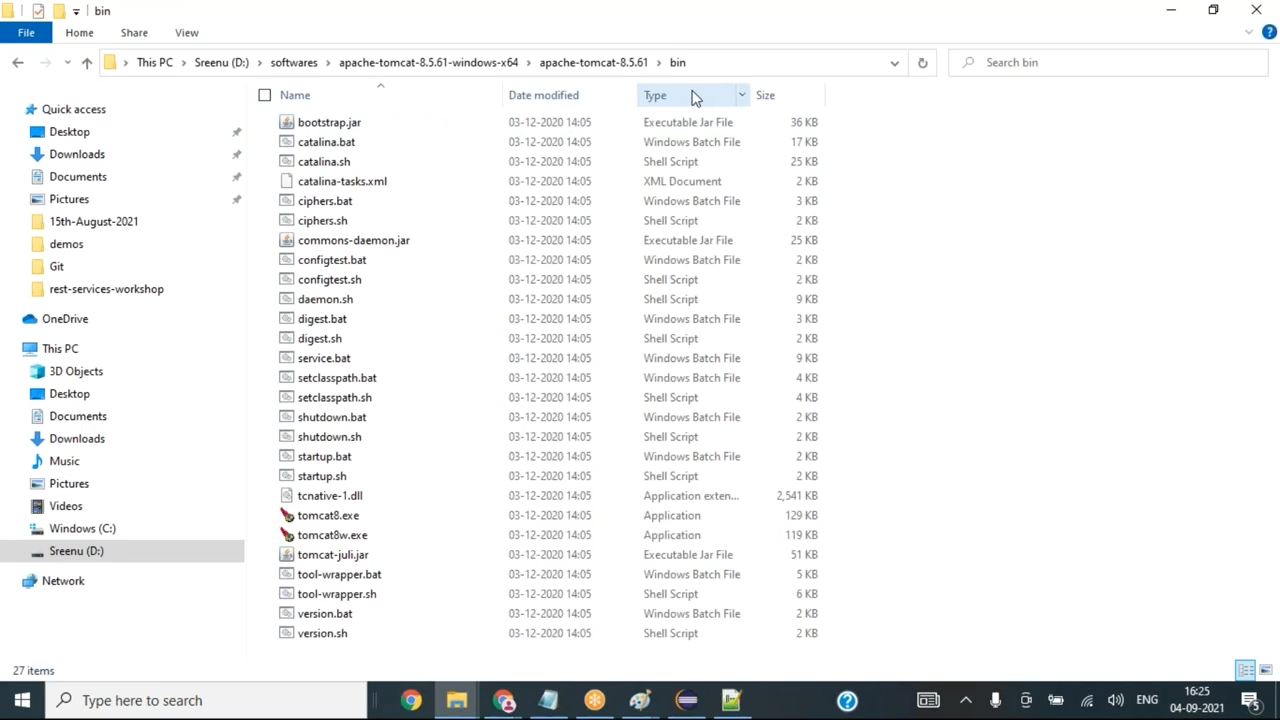 bin
File Home Share View
This PC Sreenu (D:) softwares apache-tomcat-8.5.61-windows-x64 apache-tomcat-8.5.61 bin Search bin
Name Date modified Type Size
Quick access
Desktop
Downloads
Documents
Pictures
15th-August-2021
demos
Git
rest-services-workshop
OneDrive
This PC
3D Objects
Desktop
Documents
Downloads
Music
Pictures
Videos
Windows (C:)
Sreenu (D:)
Network
bootstrap.jar 03-12-2020 14:05 Executable Jar File 36 KB
catalina.bat 03-12-2020 14:05 Windows Batch File 17 KB
catalina.sh 03-12-2020 14:05 Shell Script 25 KB
catalina-tasks.xml 03-12-2020 14:05 XML Document 2 KB
ciphers.bat 03-12-2020 14:05 Windows Batch File 3 KB
ciphers.sh 03-12-2020 14:05 Shell Script 2 KB
commons-daemon.jar 03-12-2020 14:05 Executable Jar File 25 KB
configtest.bat 03-12-2020 14:05 Windows Batch File 2 KB
configtest.sh 03-12-2020 14:05 Shell Script 2 KB
daemon.sh 03-12-2020 14:05 Shell Script 9 KB
digest.bat 03-12-2020 14:05 Windows Batch File 3 KB
digest.sh 03-12-2020 14:05 Shell Script 2 KB
service.bat 03-12-2020 14:05 Windows Batch File 9 KB
setclasspath.bat 03-12-2020 14:05 Windows Batch File 4 KB
setclasspath.sh 03-12-2020 14:05 Shell Script 4 KB
shutdown.bat 03-12-2020 14:05 Windows Batch File 2 KB
shutdown.sh 03-12-2020 14:05 Shell Script 2 KB
startup.bat 03-12-2020 14:05 Windows Batch File 2 KB
startup.sh 03-12-2020 14:05 Shell Script 2 KB
tcnative-1.dll 03-12-2020 14:05 Application exten... 2,541 KB
tomcat8.exe 03-12-2020 14:05 Application 129 KB
tomcat8w.exe 03-12-2020 14:05 Application 119 KB
tomcat-juli.jar 03-12-2020 14:05 Executable Jar File 51 KB
tool-wrapper.bat 03-12-2020 14:05 Windows Batch File 5 KB
tool-wrapper.sh 03-12-2020 14:05 Shell Script 6 KB
version.bat 03-12-2020 14:05 Windows Batch File 2 KB
version.sh 03-12-2020 14:05 Shell Script 2 KB
27 items
Type here to search
ENG
16:25
04-09-2021
5